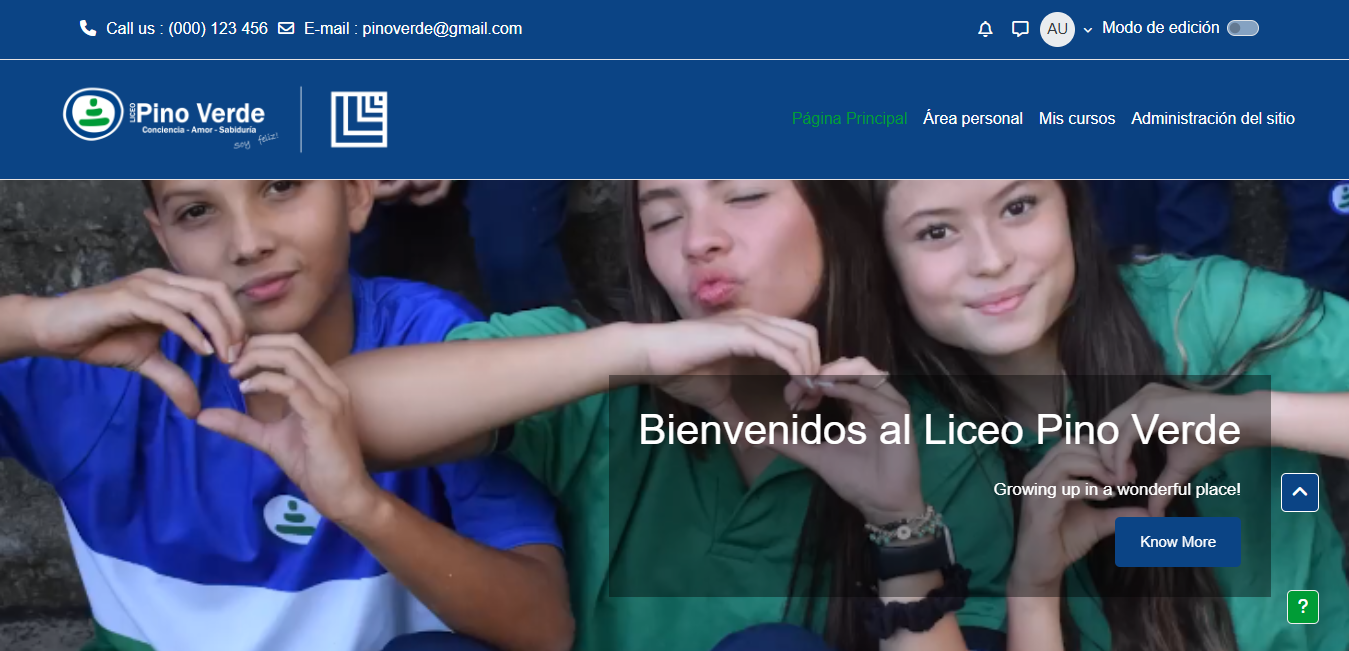 Call us : (000) 123 456 E-mail : pinoverde@gmail.com
AU Modo de edición
LICEO Pino Verde
Conciencia - Amor - Sabiduría
soy feliz!
Página Principal Área personal Mis cursos Administración del sitio
Bienvenidos al Liceo Pino Verde
Growing up in a wonderful place!
Know More
?